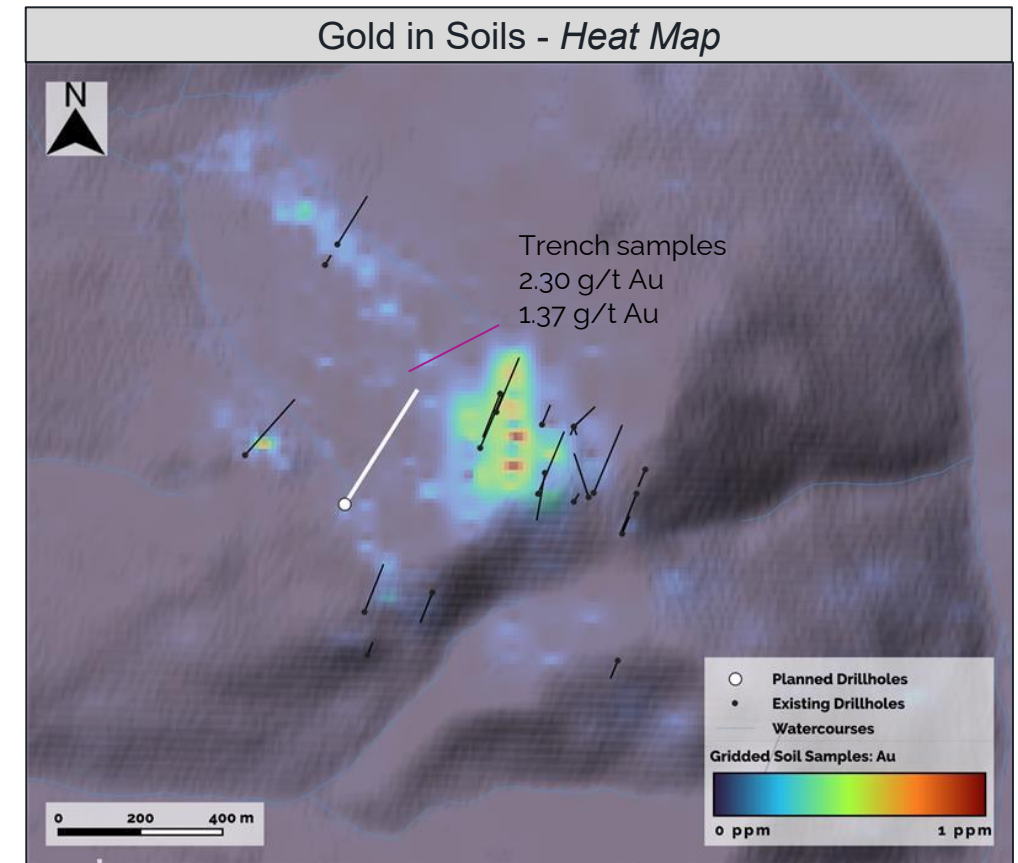 Gold in Soils - Heat Map
N
Trench samples
2.30 g/t Au
1.37 g/t Au
Planned Drillholes
Existing Drillholes
Watercourses
Gridded Soil Samples: Au
0 ppm 1 ppm
0 200 400 m